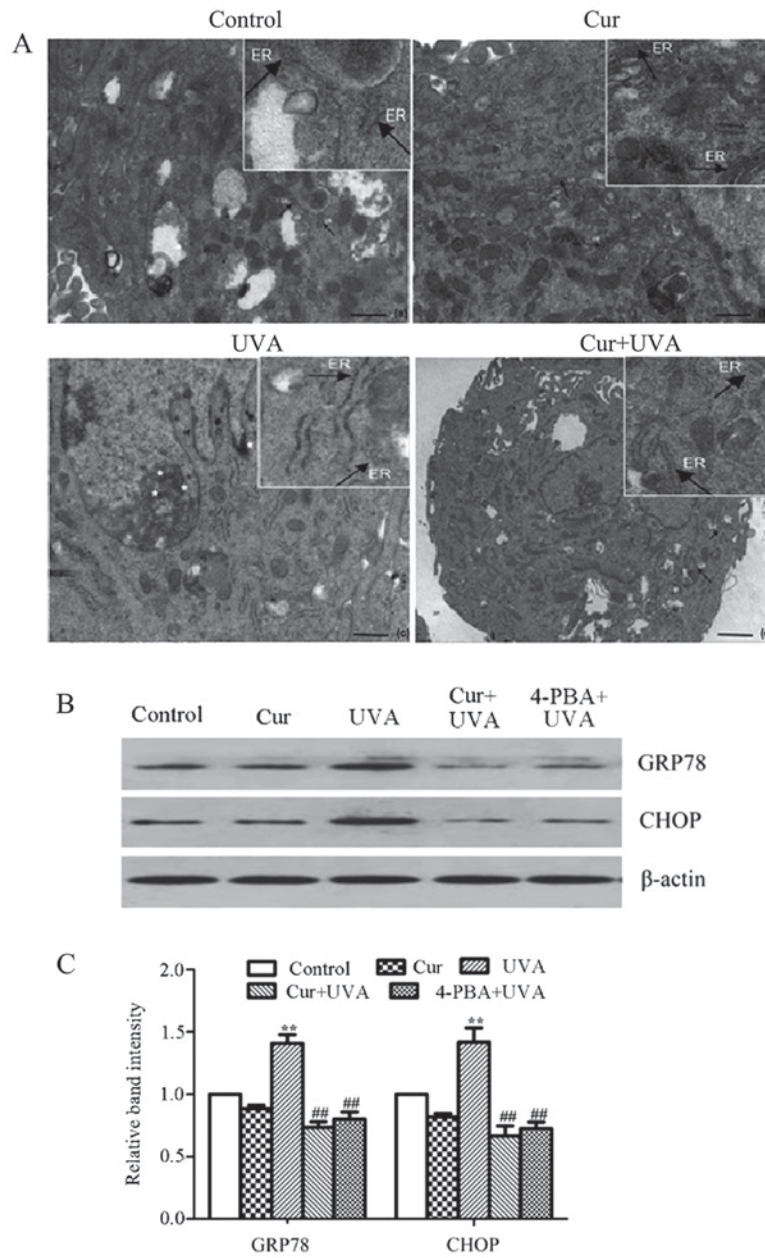 Control Cur
A
ER
ER
ER
ER
(a)
UVA Cur+UVA
ER
ER
ER
ER
(c)
B
Control Cur UVA Cur+ 4-PBA+
UVA UVA
GRP78
CHOP
β-actin
C
2.0
Control Cur UVA
Cur+UVA 4-PBA+UVA
** **
1.5
1.0
## ## ## ##
0.5
0.0
Relative band intensity
GRP78 CHOP